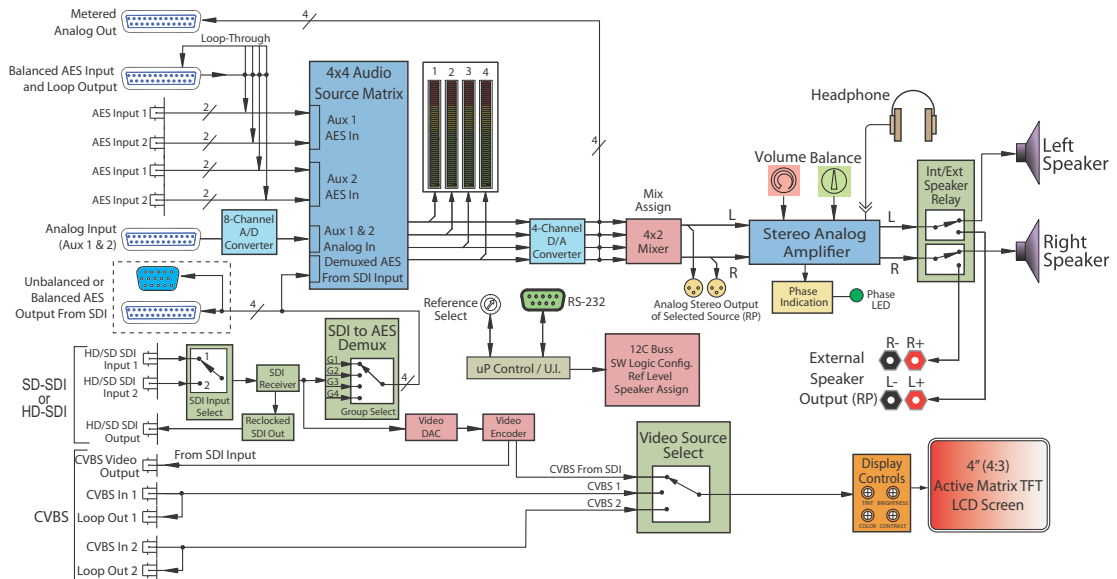 Metered
Analog Out
4
Loop-Through
Balanced AES Input
and Loop Output
AES Input 1
2
AES Input 2
2
AES Input 1
2
AES Input 2
2
Analog Input
(Aux 1 & 2)
8-Channel
A/D
Converter
4x4 Audio
Source Matrix
Aux 1
AES In
Aux 2
AES In
Aux 1 & 2
Analog In
Demuxed AES
From SDI Input
1 2 3 4
4
4-Channel
D/A
Converter
Mix
Assign
4x2
Mixer
L
R
Analog Stereo Output
of Selected Source (RP)
Volume
Balance
Stereo Analog
Amplifier
Phase
Indication
Phase
LED
Headphone
L
R
Int/Ext
Speaker
Relay
Left
Speaker
Right
Speaker
External
Speaker
Output (RP)
R- R+
L- L+
Unbalanced or
Balanced AES
Output From SDI
4
Reference
Select
RS-232
uP Control / U.I.
12C Buss
SW Logic Config.
Ref Level
Speaker Assign
SD-SDI
or
HD-SDI
HD/SD SDI
Input 1
HD/SD SDI
Input 2
HD/SD SDI
Output
1
2
SDI Input
Select
SDI
Receiver
Reclocked
SDI Out
SDI to AES
Demux
G1
G2
G3
G4
Group Select
4
Video
DAC
Video
Encoder
CVBS
CVBS Video
Output
From SDI Input
CVBS In 1
Loop Out 1
CVBS In 2
Loop Out 2
CVBS From SDI
CVBS 1
CVBS 2
Video Source
Select
Display
Controls
TINT
BRIGHTNESS
COLOR
CONTRAST
4” (4:3)
Active Matrix TFT
LCD Screen